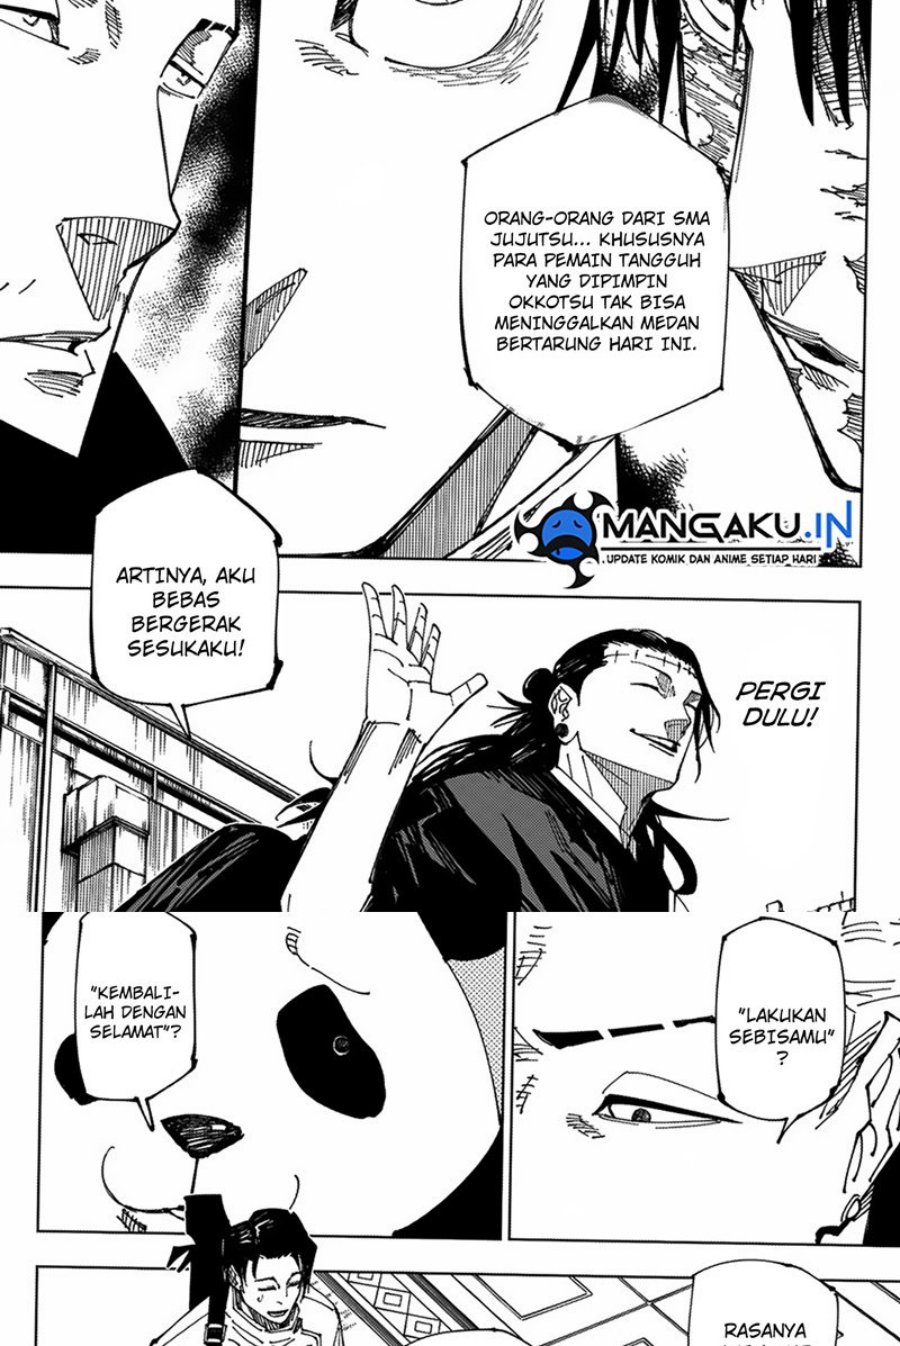 ORANG-ORANG DARI SMA
JUJUTSU... KHUSUSNYA
PARA PEMAIN TANGGUH
YANG DIPIMPIN
OKKOTSU TAK BISA
MENINGGALKAN MEDAN
BERTARUNG HARI INI.
MANGAKU.IN
UPDATE KOMIK DAN ANIME SETIAP HARI
ARTINYA, AKU
BEBAS
BERGERAK
SESUKAKU!
PERGI
DULU!
"LAKUKAN
SEBISAMU"
?
"KEMBALI-
LAH DENGAN
SELAMAT"?
RASANYA